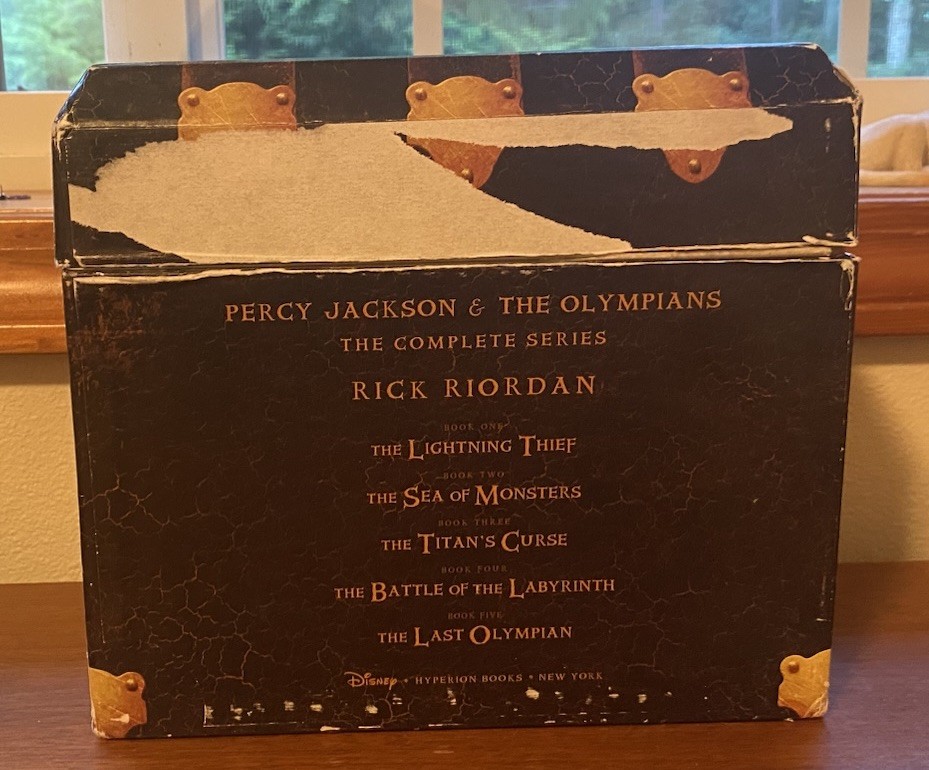 PERCY JACKSON & THE OLYMPIANS
THE COMPLETE SERIES
RICK RIORDAN
BOOK ONE
THE LIGHTNING THIEF
BOOK TWO
THE SEA OF MONSTERS
BOOK THREE
THE TITAN'S CURSE
BOOK FOUR
THE BATTLE OF THE LABYRINTH
BOOK FIVE
THE LAST OLYMPIAN
DISNEY • HYPERION BOOKS • NEW YORK